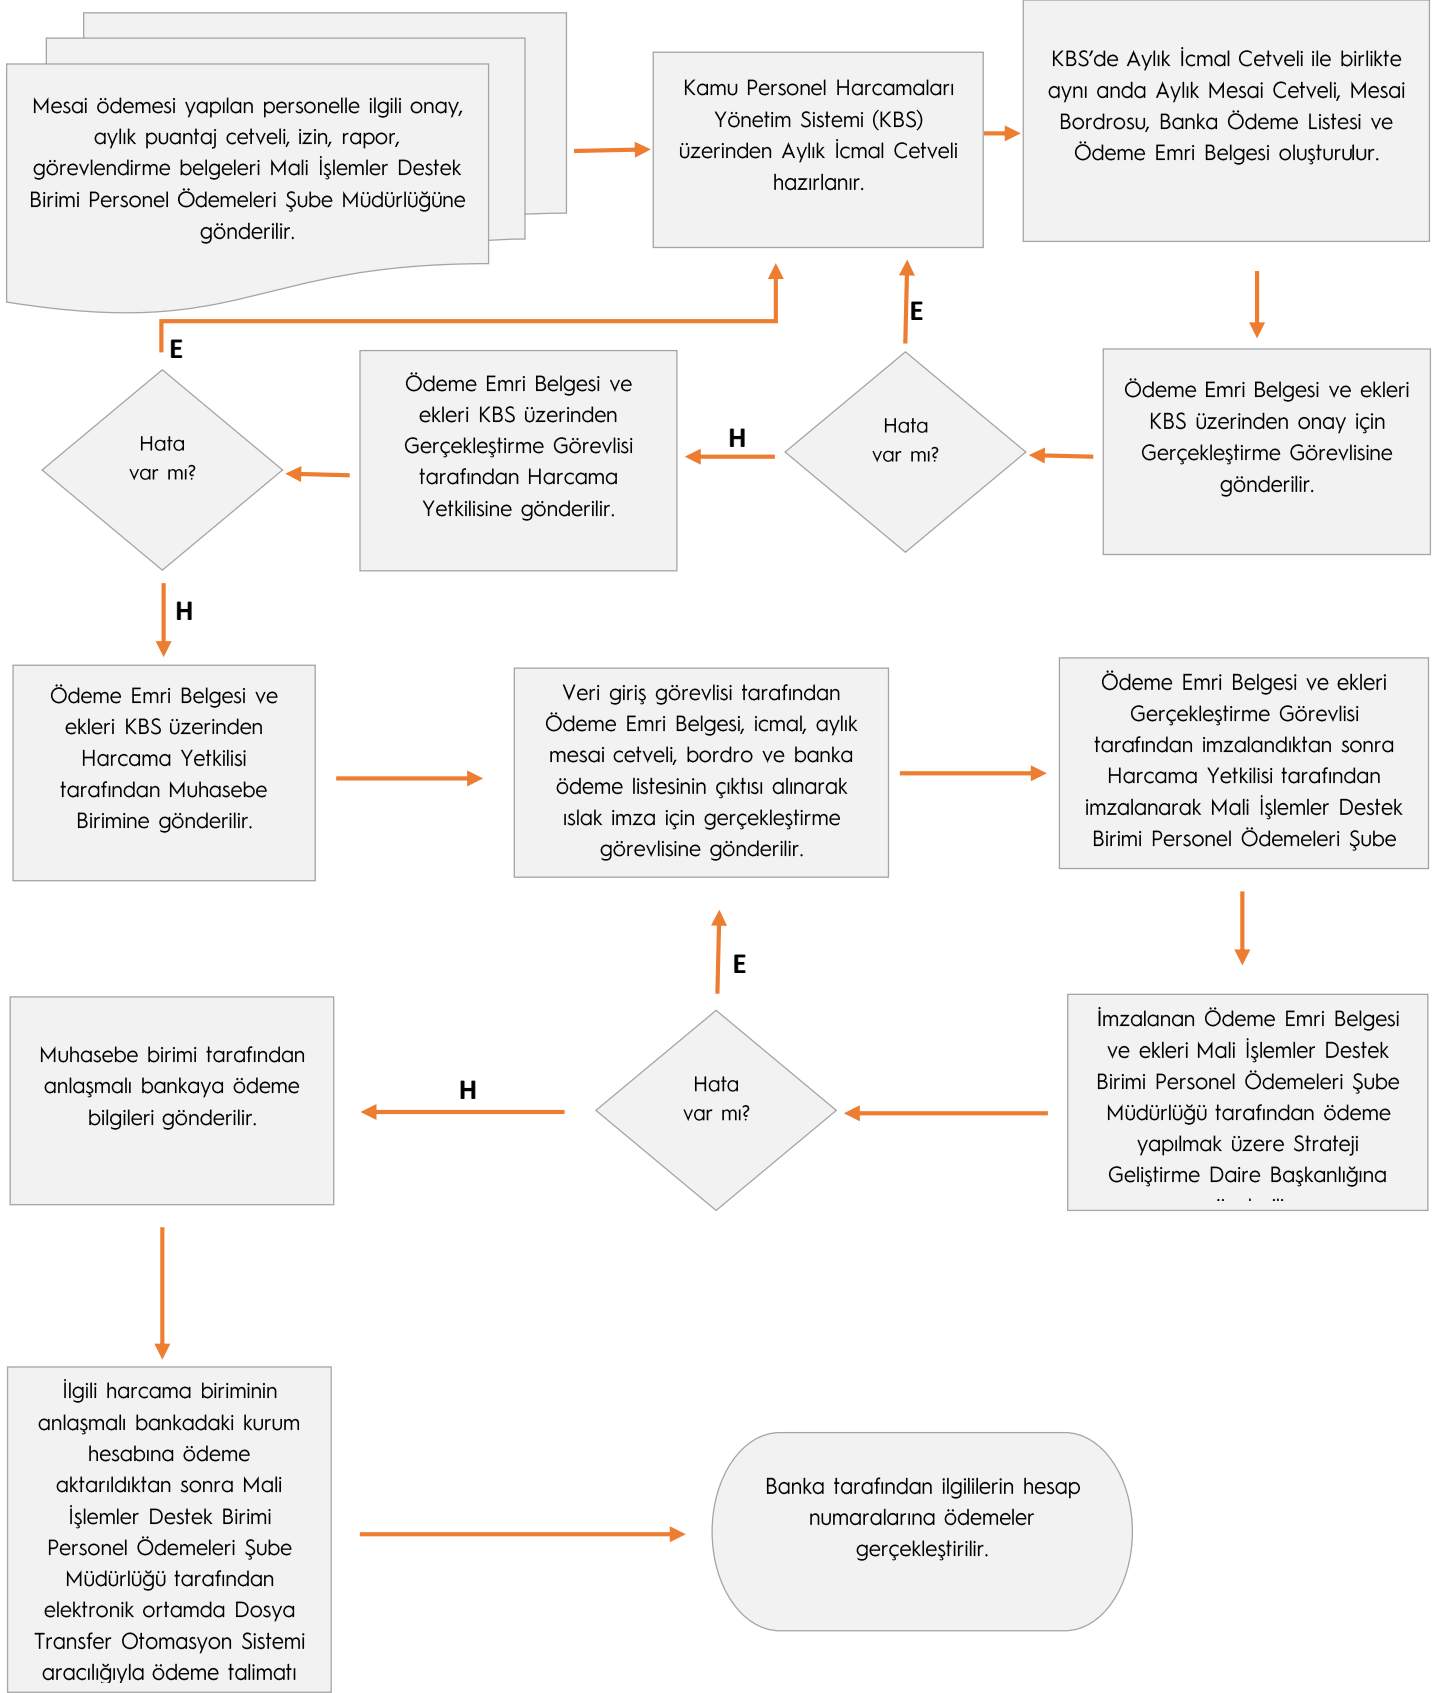 Mesai ödemesi yapılan personelle ilgili onay,
aylık puantaj cetveli, izin, rapor,
görevlendirme belgeleri Mali İşlemler Destek
Birimi Personel Ödemeleri Şube Müdürlüğüne
gönderilir.
Kamu Personel Harcamaları
Yönetim Sistemi (KBS)
üzerinden Aylık İcmal Cetveli
hazırlanır.
KBS’de Aylık İcmal Cetveli ile birlikte
aynı anda Aylık Mesai Cetveli, Mesai
Bordrosu, Banka Ödeme Listesi ve
Ödeme Emri Belgesi oluşturulur.
Ödeme Emri Belgesi ve ekleri
KBS üzerinden onay için
Gerçekleştirme Görevlisine
gönderilir.
Hata
var mı?
E
H
Ödeme Emri Belgesi ve
ekleri KBS üzerinden
Gerçekleştirme Görevlisi
tarafından Harcama
Yetkilisine gönderilir.
Hata
var mı?
E
H
Ödeme Emri Belgesi ve
ekleri KBS üzerinden
Harcama Yetkilisi
tarafından Muhasebe
Birimine gönderilir.
Veri giriş görevlisi tarafından
Ödeme Emri Belgesi, icmal, aylık
mesai cetveli, bordro ve banka
ödeme listesinin çıktısı alınarak
ıslak imza için gerçekleştirme
görevlisine gönderilir.
Ödeme Emri Belgesi ve ekleri
Gerçekleştirme Görevlisi
tarafından imzalandıktan sonra
Harcama Yetkilisi tarafından
imzalanarak Mali İşlemler Destek
Birimi Personel Ödemeleri Şube
İmzalanan Ödeme Emri Belgesi
ve ekleri Mali İşlemler Destek
Birimi Personel Ödemeleri Şube
Müdürlüğü tarafından ödeme
yapılmak üzere Strateji
Geliştirme Daire Başkanlığına
Hata
var mı?
E
H
Muhasebe birimi tarafından
anlaşmalı bankaya ödeme
bilgileri gönderilir.
İlgili harcama biriminin
anlaşmalı bankadaki kurum
hesabına ödeme
aktarıldıktan sonra Mali
İşlemler Destek Birimi
Personel Ödemeleri Şube
Müdürlüğü tarafından
elektronik ortamda Dosya
Transfer Otomasyon Sistemi
aracılığıyla ödeme talimatı
Banka tarafından ilgililerin hesap
numaralarına ödemeler
gerçekleştirilir.